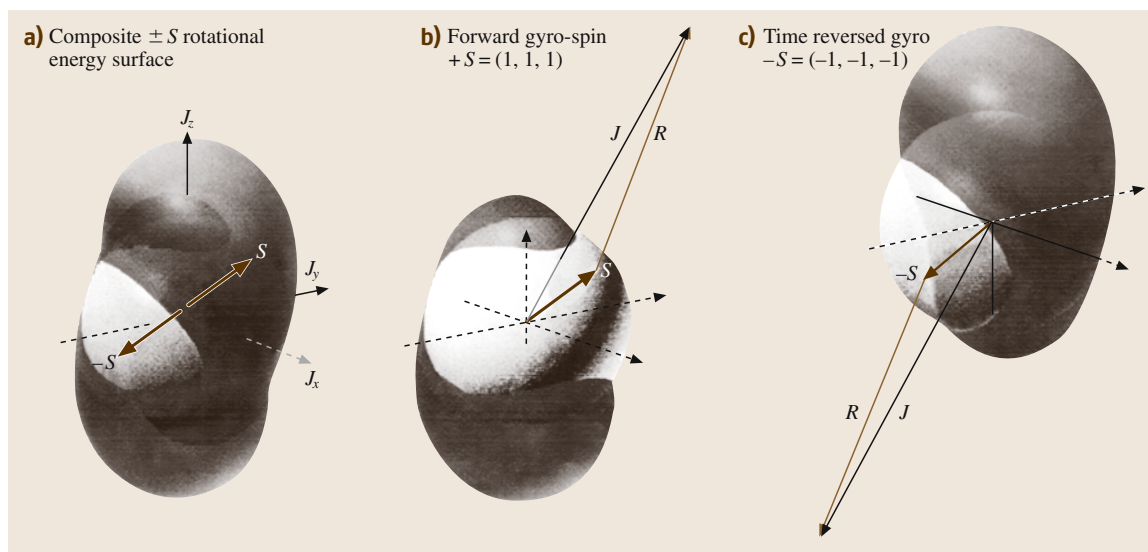 a) Composite ± S rotational
energy surface
J_z
S
J_y
–S
J_x
b) Forward gyro-spin
+ S = (1, 1, 1)
J
R
S
c) Time reversed gyro
–S = (–1, –1, –1)
–S
R
J